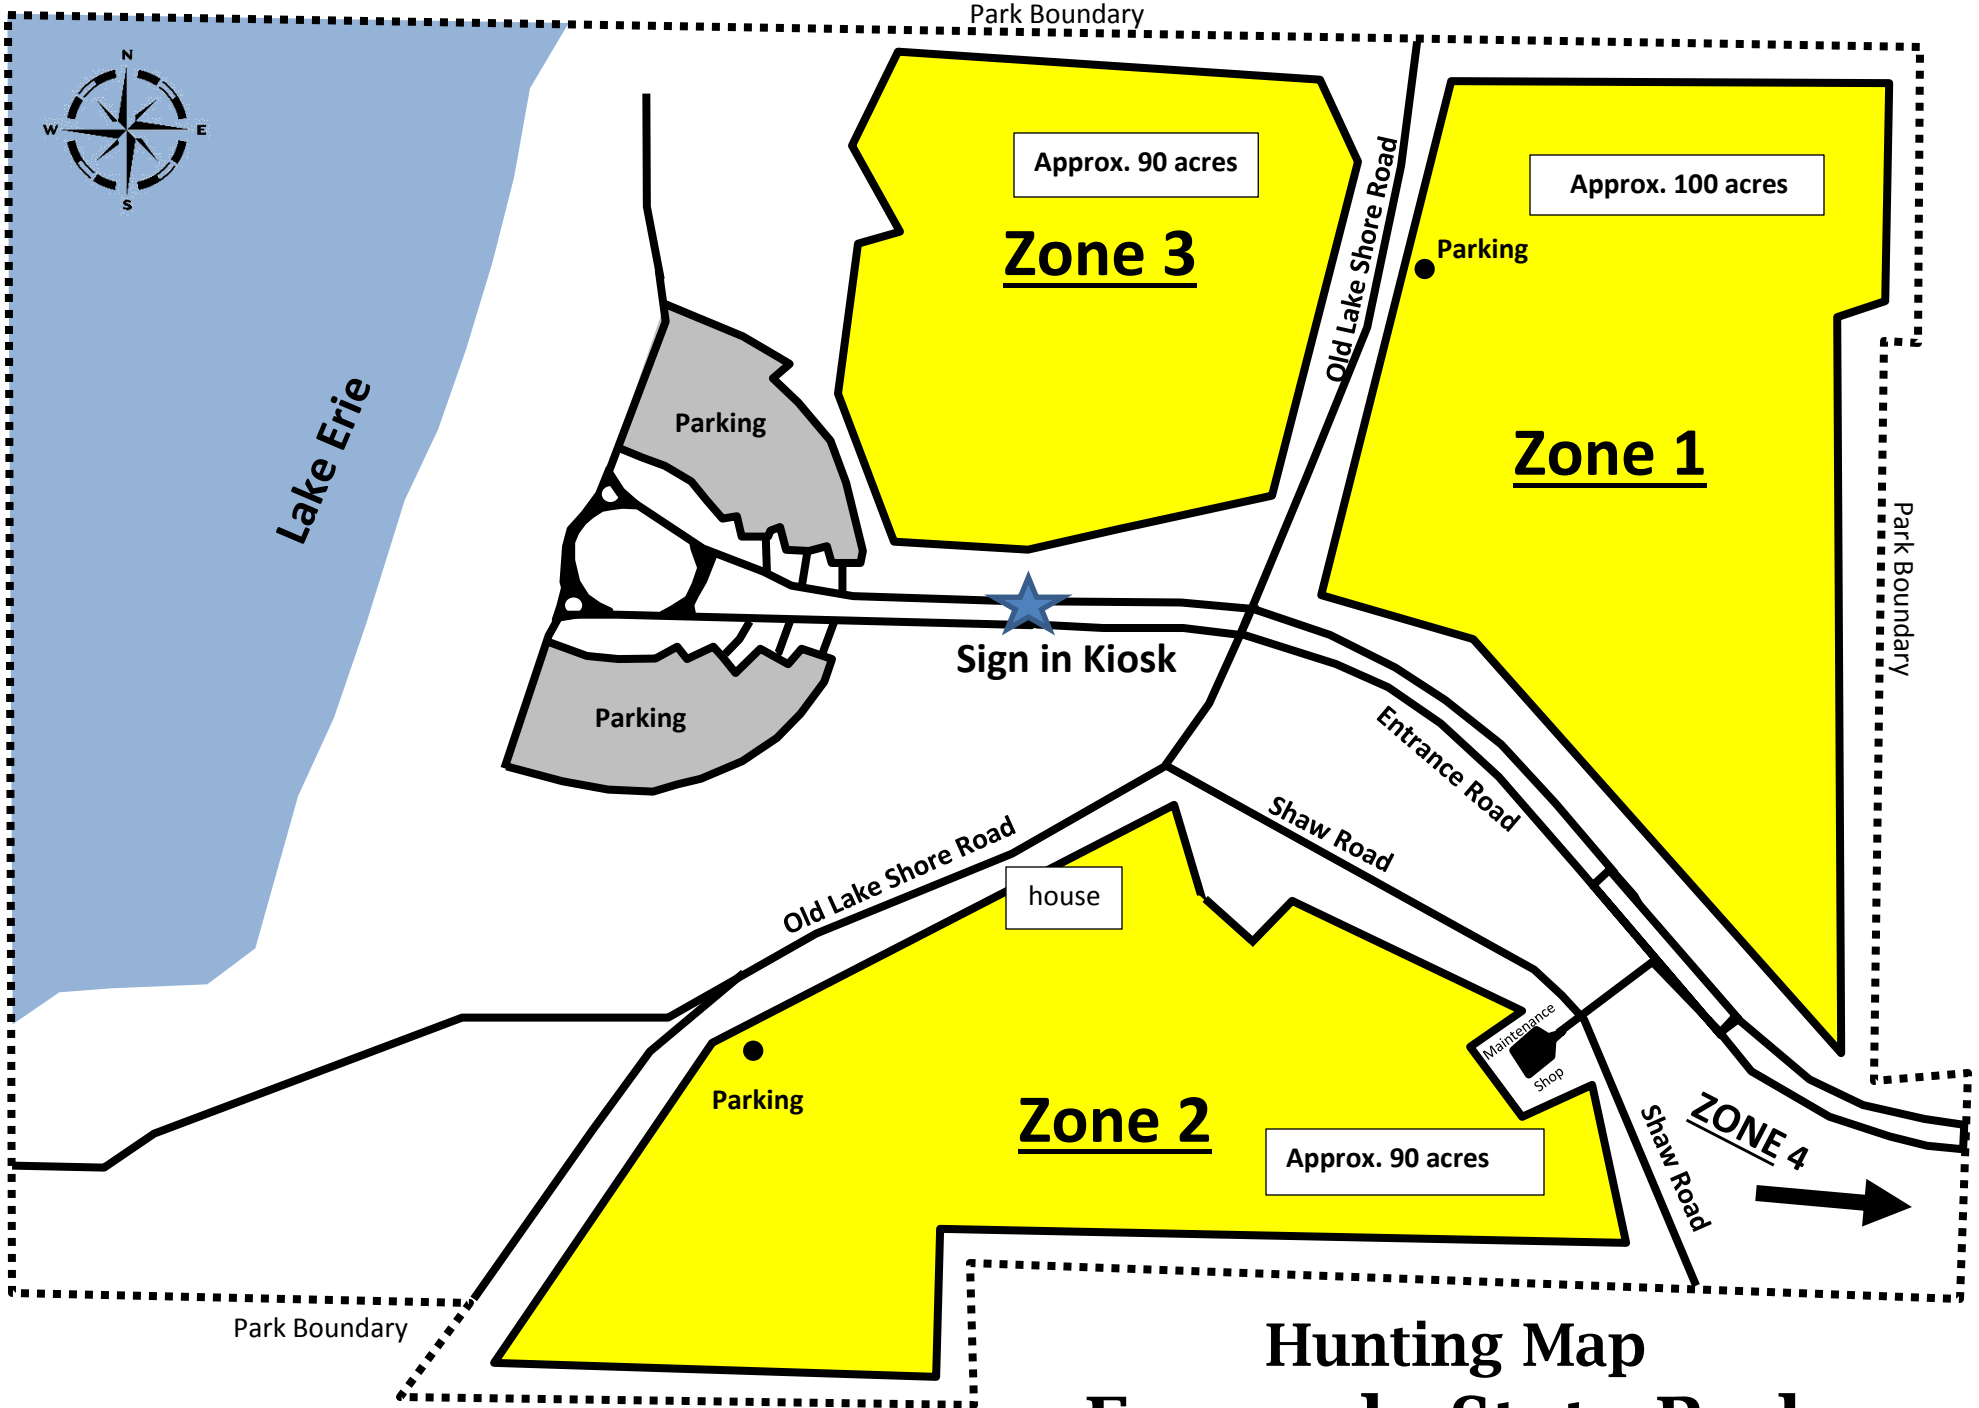 Park Boundary
N
W
E
S
Approx. 90 acres
Approx. 100 acres
Zone 3
Old Lake Shore Road
Parking
Lake Erie
Parking
Zone 1
Park Boundary
Sign in Kiosk
Parking
Entrance Road
Shaw Road
Old Lake Shore Road
house
Maintenance
Shop
Parking
Zone 2
Approx. 90 acres
ZONE 4
Shaw Road
Park Boundary
Hunting Map
State Park